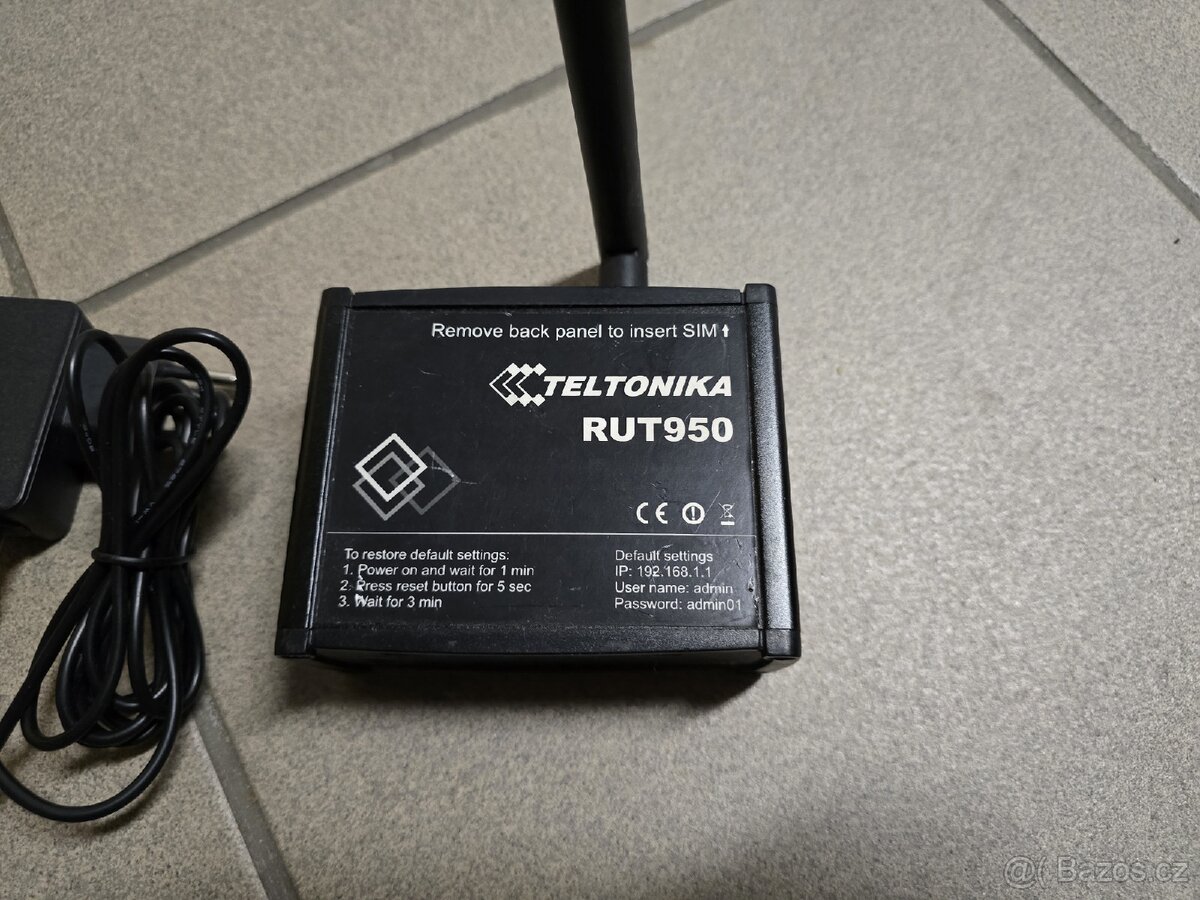 Remove back panel to insert SIM
TELTONIKA
RUT950
CE
To restore default settings:
1. Power on and wait for 1 min
2. Press reset button for 5 sec
3. Wait for 3 min
Default settings
IP: 192.168.1.1
User name: admin
Password: admin01
@( Bazos.cz